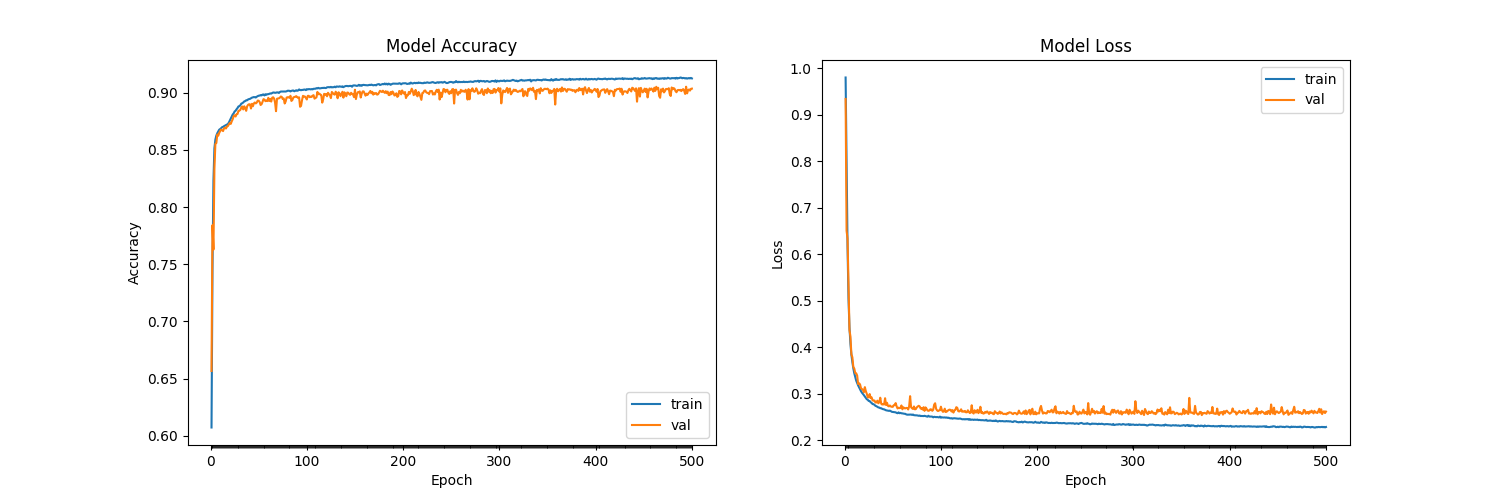 Model Accuracy
Accuracy
0.90
0.85
0.80
0.75
0.70
0.65
0.60
train
val
0 100 200 300 400 500
Epoch
Model Loss
Loss
1.0
0.9
0.8
0.7
0.6
0.5
0.4
0.3
0.2
train
val
0 100 200 300 400 500
Epoch